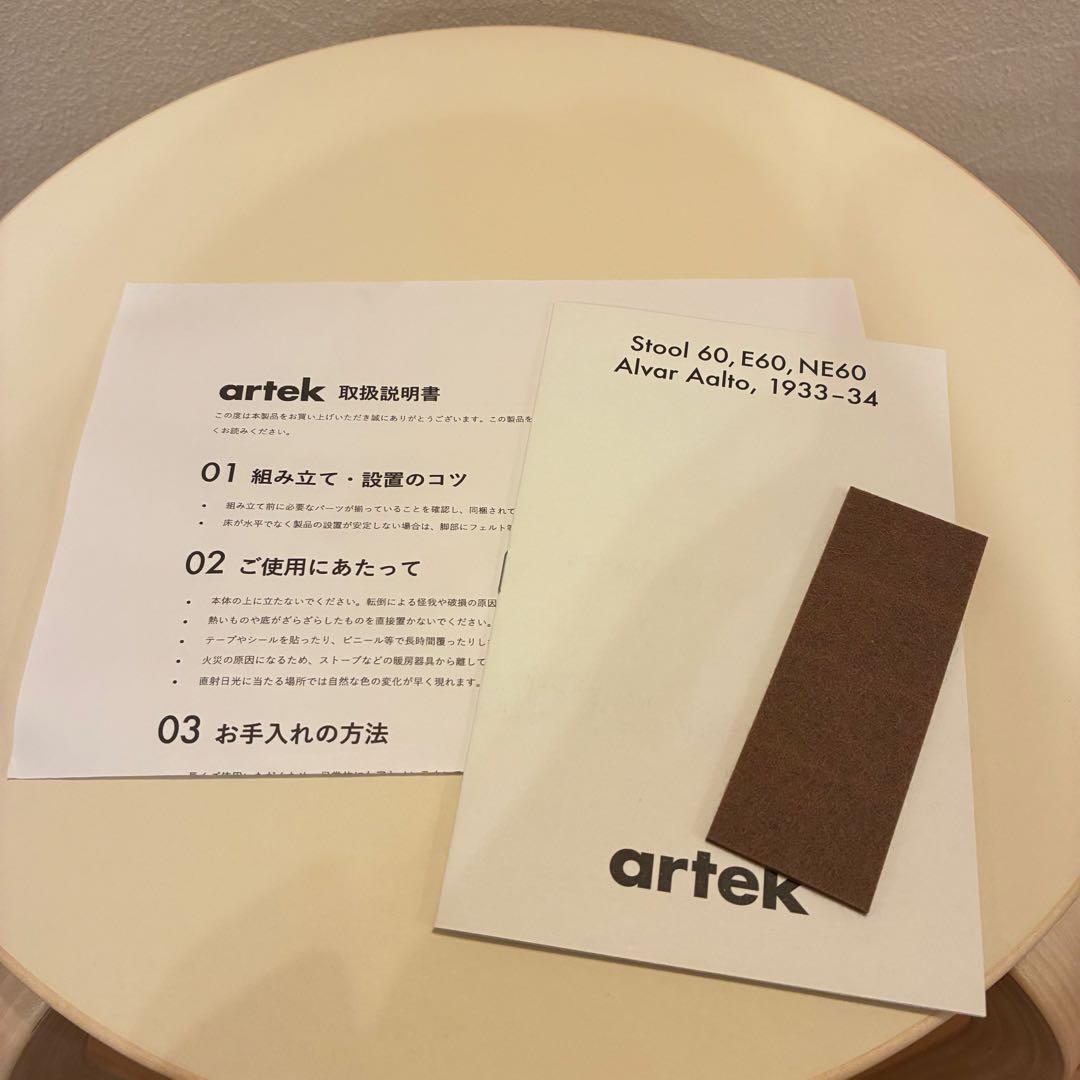 artek 取扱説明書
この度は本製品をお買い上げいただき誠にありがとうございます。この製品を
くお読みください。
01 組み立て・設置のコツ
• 組み立て前に必要なパーツが揃っていることを確認し、同梱されて
• 床が水平でなく製品の設置が安定しない場合は、脚部にフェルト等
02 ご使用にあたって
• 本体の上に立たないでください。転倒による怪我や破損の原因
• 熱いものや底がざらざらしたものを直接置かないでください。
• テープやシールを貼ったり、ビニール等で長時間覆ったりし
• 火災の原因になるため、ストーブなどの暖房器具から離して
• 直射日光に当たる場所では自然な色の変化が早く現れます。
03 お手入れの方法
Stool 60, E60, NE60
Alvar Aalto, 1933–34
artek